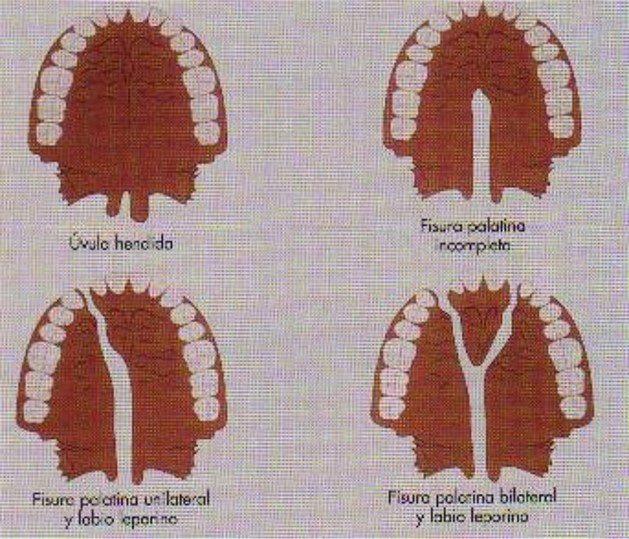 Úvula hendida
Fisura palatina
incompleta
Fisura palatina unilateral
y labio leporino
Fisura palatina bilateral
y labio leporino